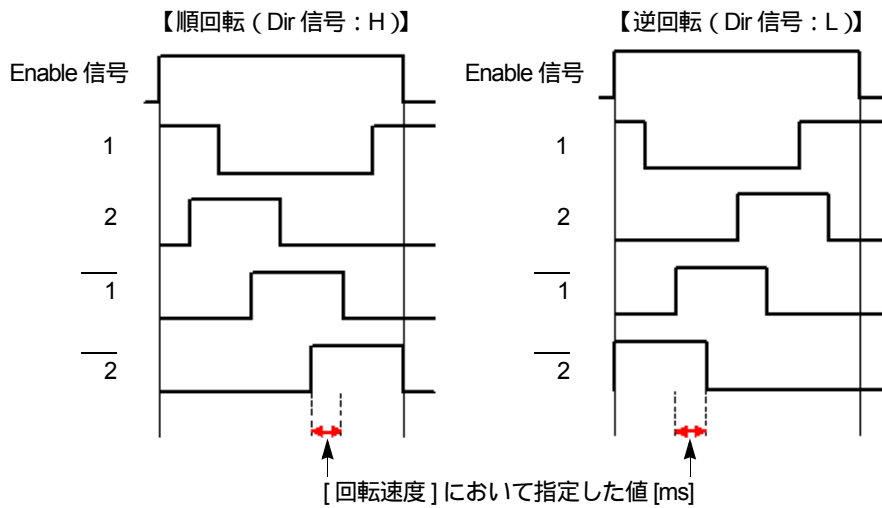 【順回転 ( Dir 信号 : H )】
Enable 信号
1
2
1
2
【逆回転 ( Dir 信号 : L )】
Enable 信号
1
2
1
2
[ 回転速度 ] において指定した値 [ms]